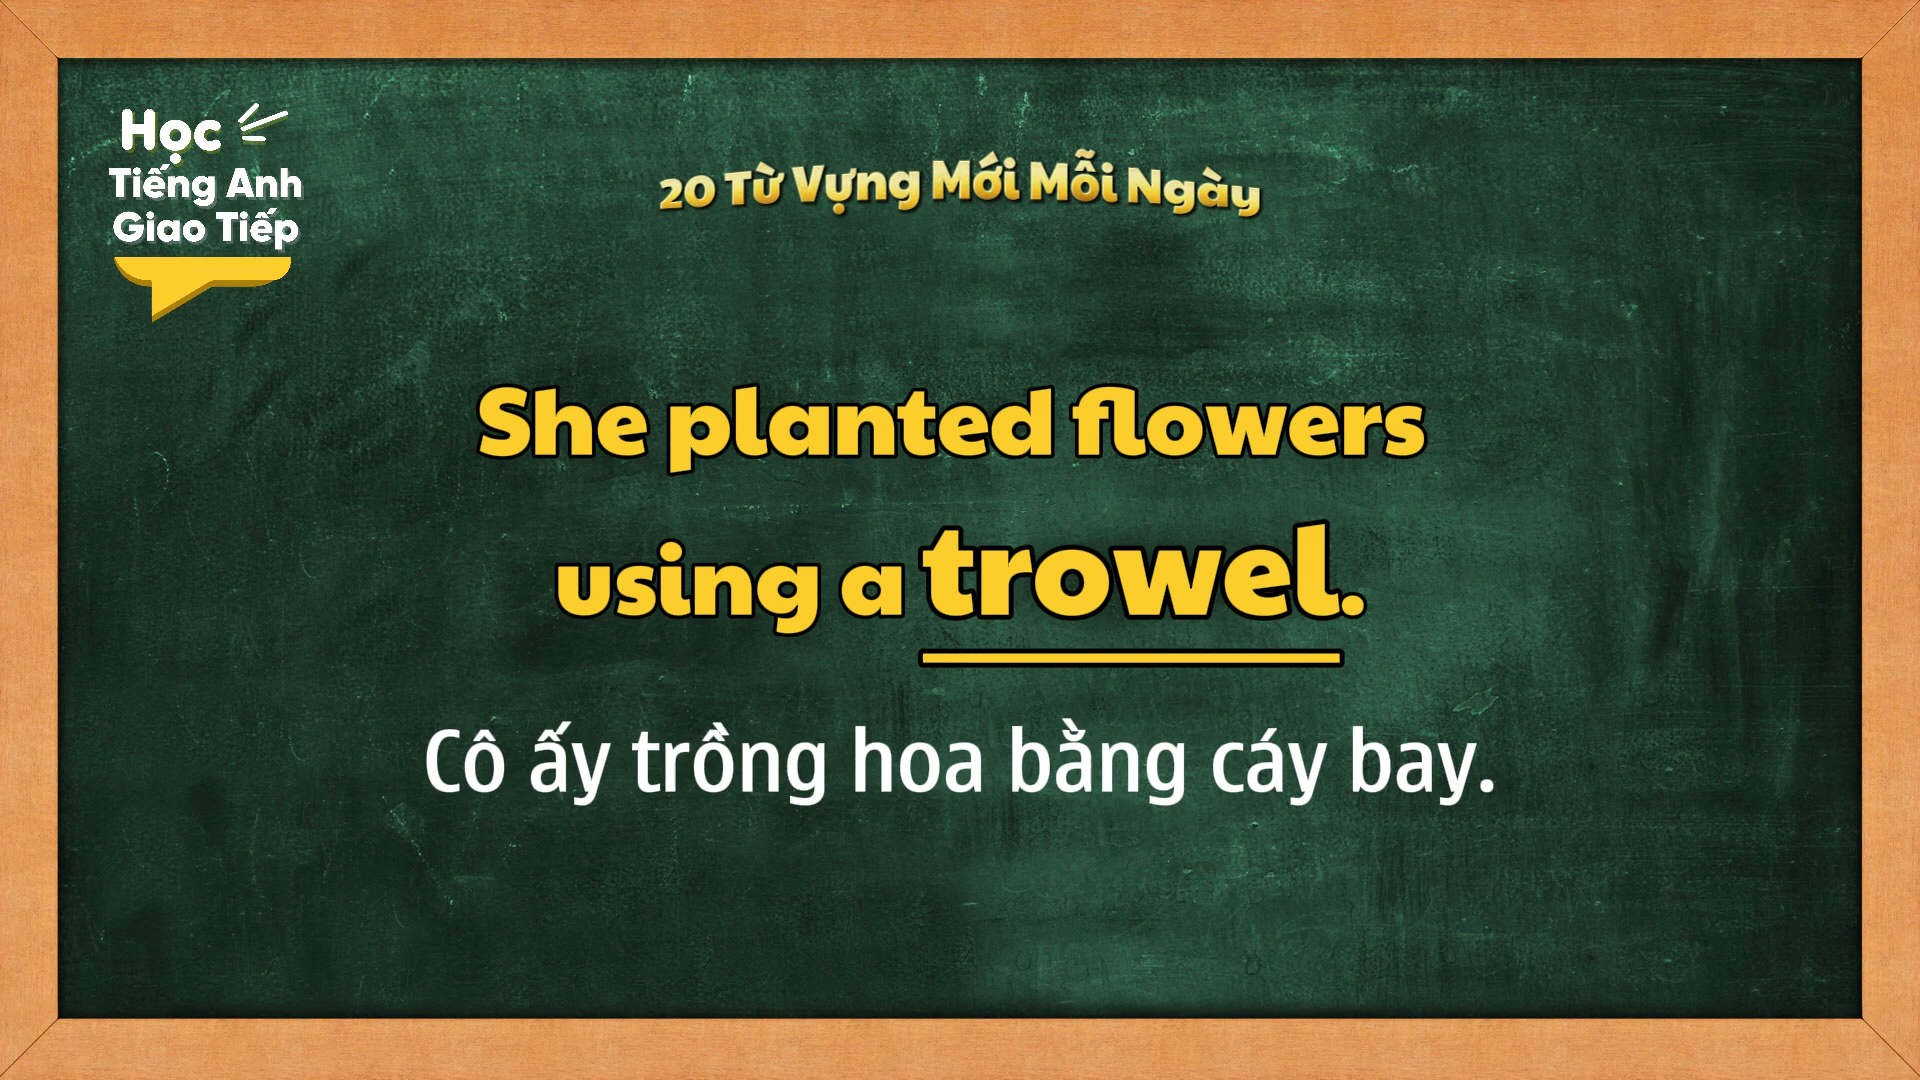 Học
Tiếng Anh
Giao Tiếp
20 Từ Vựng Mới Mỗi Ngày
She planted flowers
using a trowel.
Cô ấy trồng hoa bằng cáy bay.